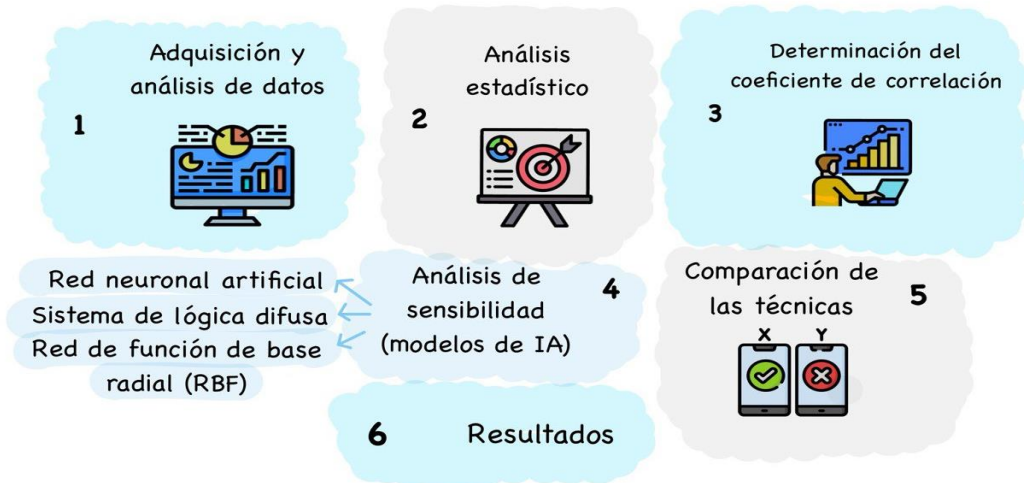 1
Adquisición y
análisis de datos
2
Análisis
estadístico
3
Determinación del
coeficiente de correlación
4
Análisis de
sensibilidad
(modelos de IA)
Red neuronal artificial
Sistema de lógica difusa
Red de función de base
radial (RBF)
5
Comparación de
las técnicas
X Y
6
Resultados